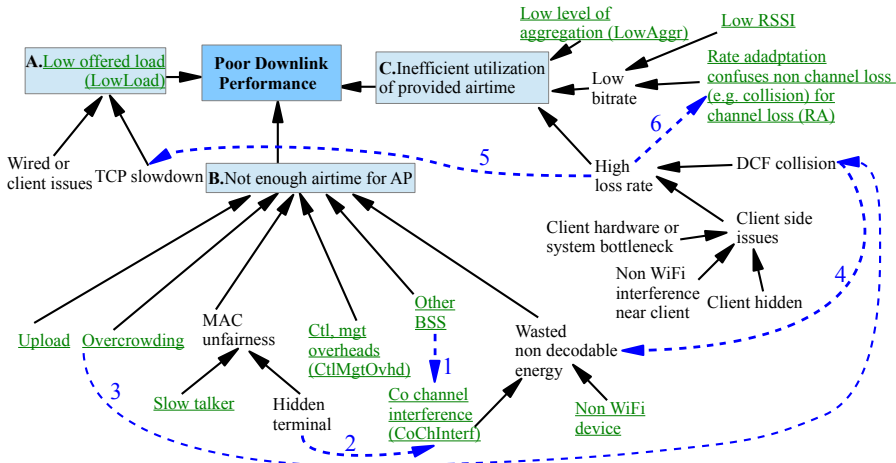 Low level of
aggregation (LowAggr)
Low RSSI
A.Low offered load
(LowLoad)
Poor Downlink
Performance
C.Inefficient utilization
of provided airtime
Low
bitrate
Rate adadptation
confuses non channel loss
(e.g. collision) for
channel loss (RA)
6
5
Wired or
client issues
TCP slowdown
B.Not enough airtime for AP
High
loss rate
DCF collision
Client hardware or
system bottleneck
Client side
issues
Non WiFi
interference
near client
Client hidden
4
Upload
Overcrowding
MAC
unfairness
Ctl, mgt
overheads
(CtlMgtOvhd)
Other
BSS
Wasted
non decodable
energy
1
3
Slow talker
Hidden
terminal
2
Co channel
interference
(CoChInterf)
Non WiFi
device